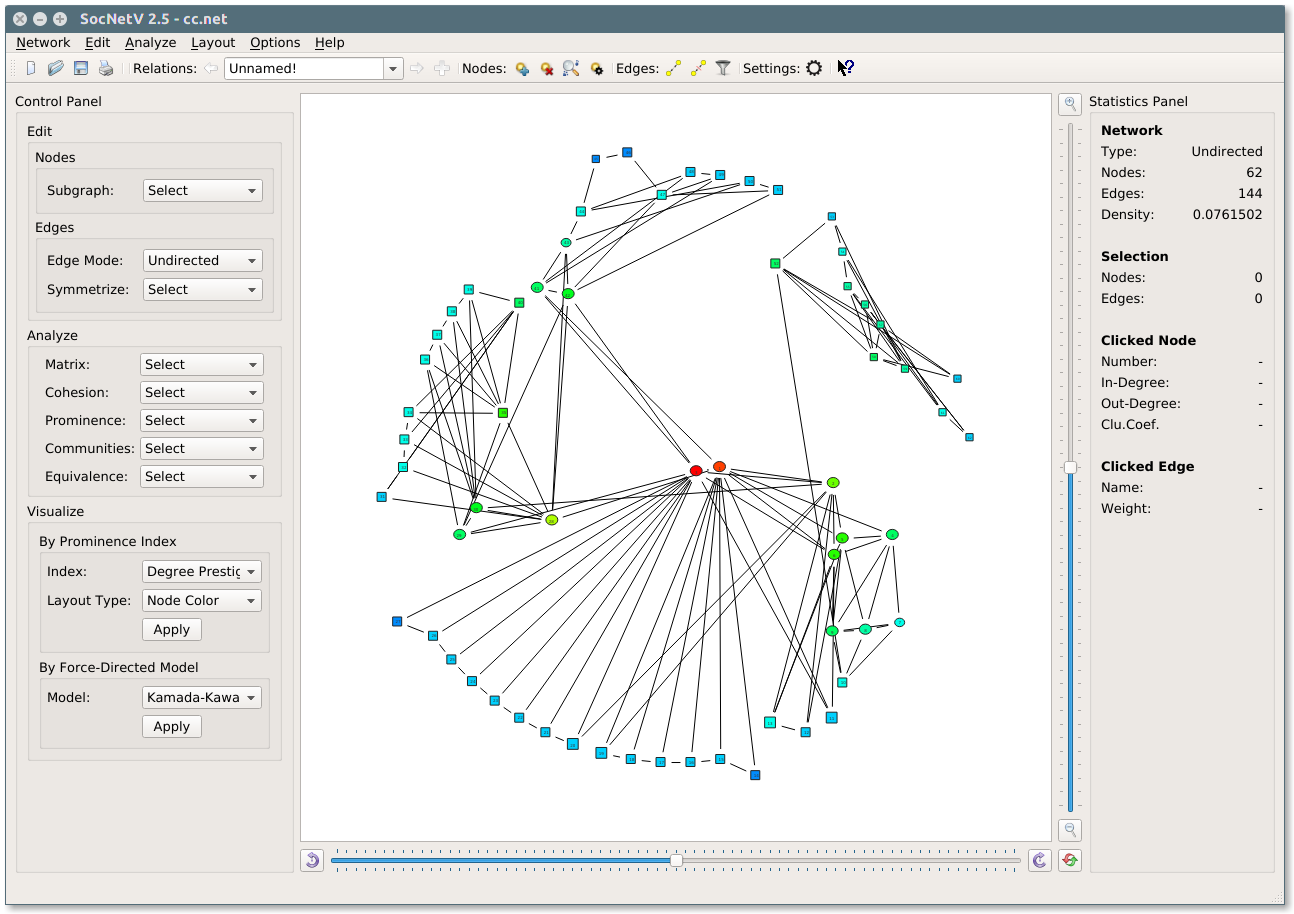 SocNetV 2.5 - cc.net
Network Edit Analyze Layout Options Help
Relations: Unnamed! Nodes: Edges: Settings:
Control Panel
Edit
Nodes
Subgraph: Select
Edges
Edge Mode: Undirected
Symmetrize: Select
Analyze
Matrix: Select
Cohesion: Select
Prominence: Select
Communities: Select
Equivalence: Select
Visualize
By Prominence Index
Index: Degree Prestig
Layout Type: Node Color
Apply
By Force-Directed Model
Model: Kamada-Kawa
Apply
Statistics Panel
Network
Type: Undirected
Nodes: 62
Edges: 144
Density: 0.0761502
Selection
Nodes: 0
Edges: 0
Clicked Node
Number: -
In-Degree: -
Out-Degree: -
Clu.Coef. -
Clicked Edge
Name: -
Weight: -